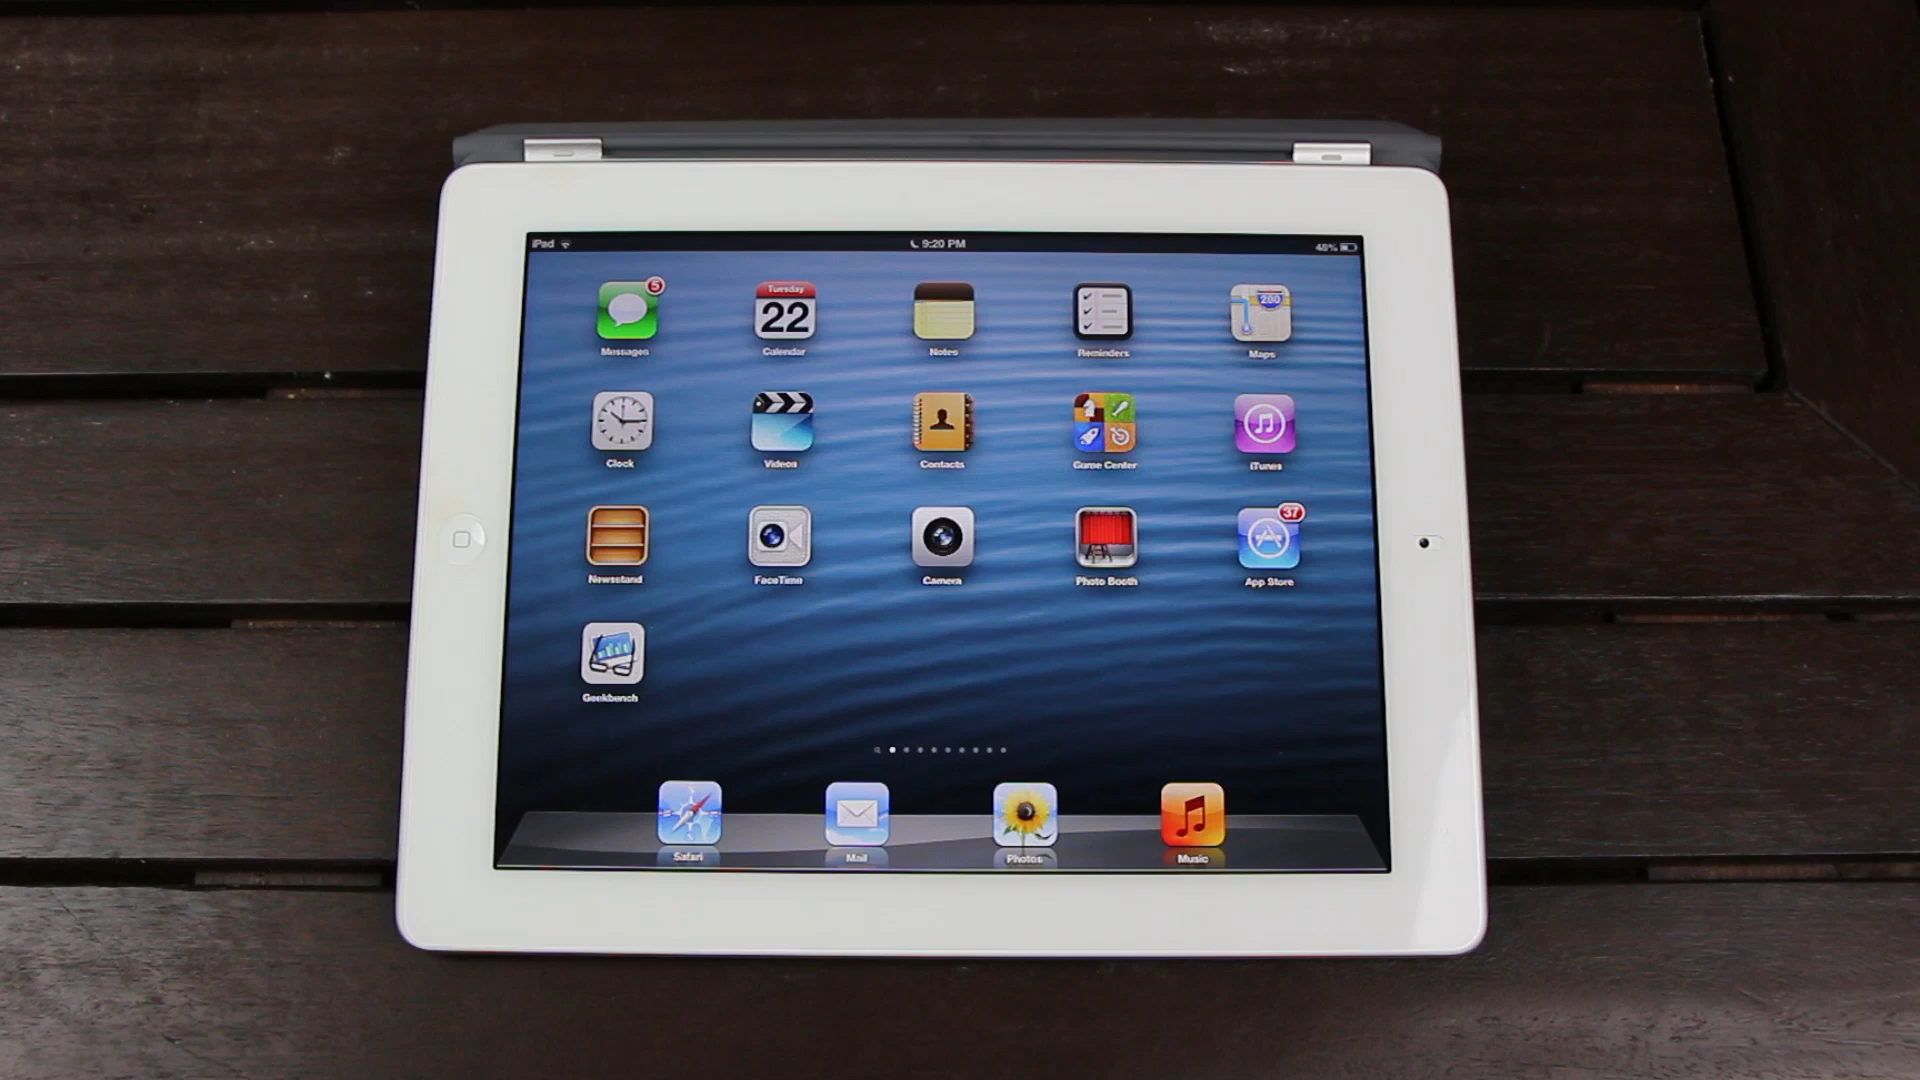 iPad 9:20 PM 48%
5
Tuesday 280
22
Messages Calendar Notes Reminders Maps
Clock Videos Contacts Game Center iTunes
37
Newsstand FaceTime Camera Photo Booth App Store
Geekbench
Safari Mail Photos Music